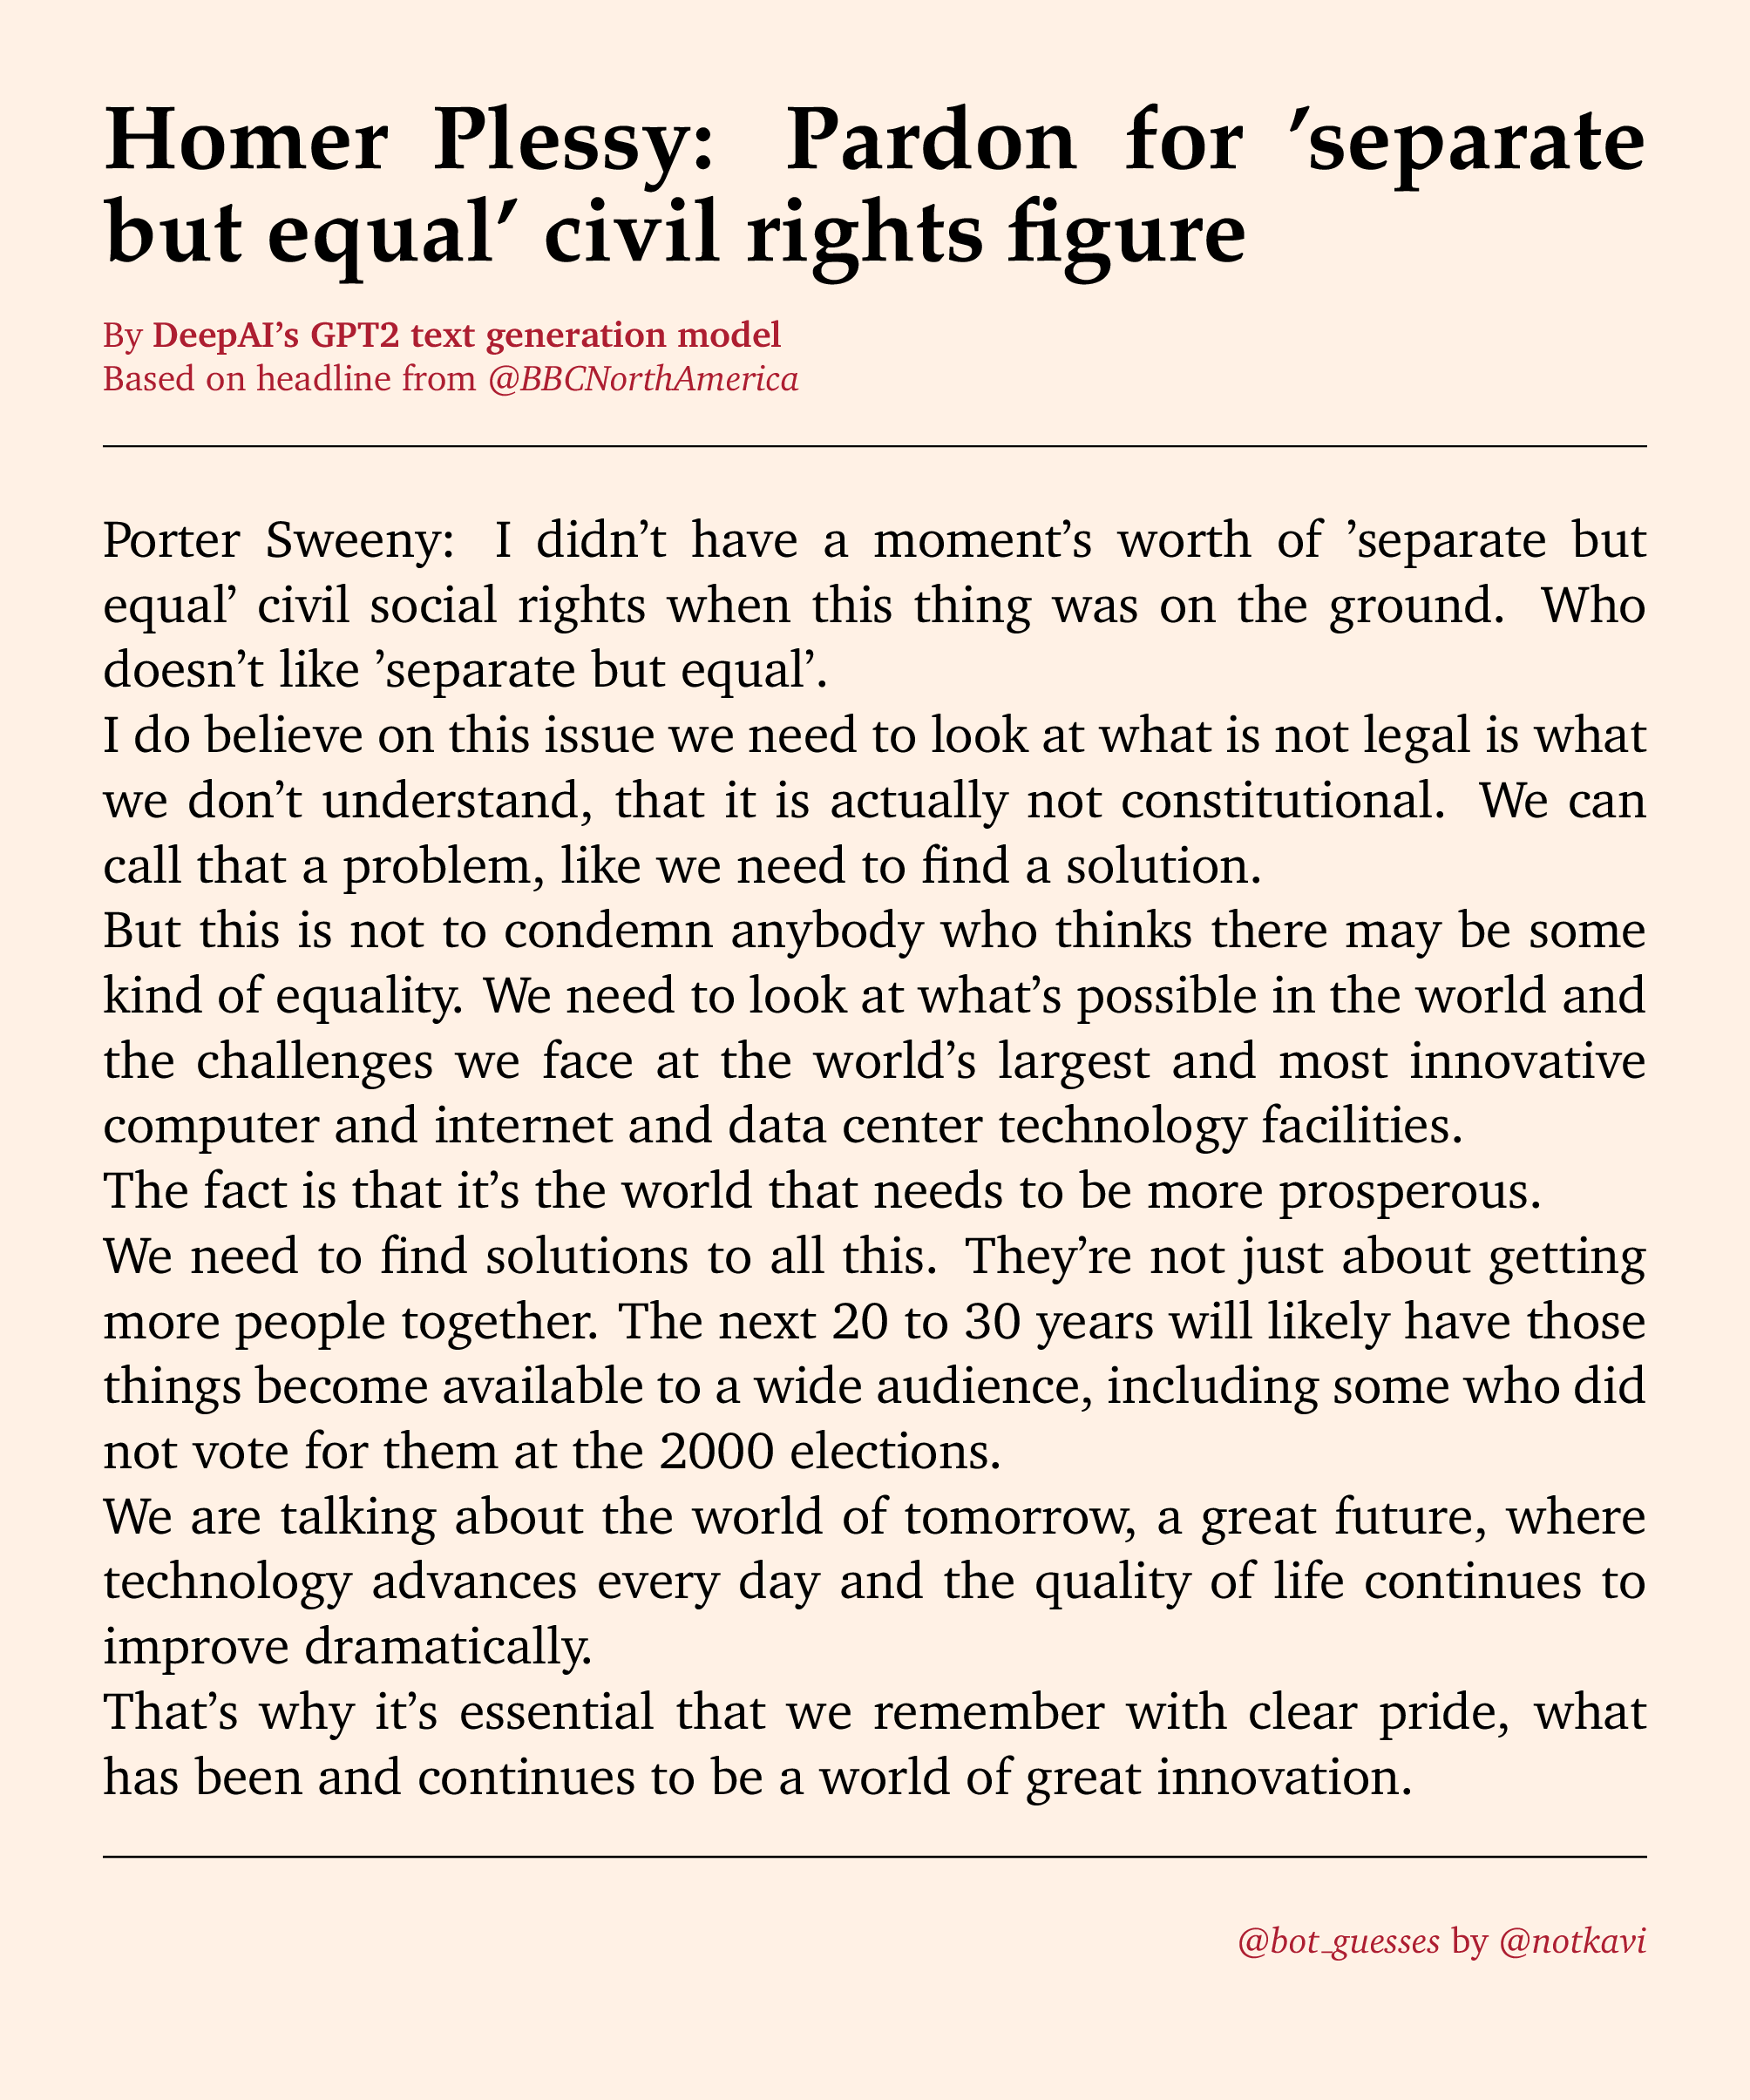 Homer Plessy: Pardon for ’separate
but equal’ civil rights figure
By DeepAI’s GPT2 text generation model
Based on headline from @BBCNorthAmerica
Porter Sweeny: I didn’t have a moment’s worth of ’separate but
equal’ civil social rights when this thing was on the ground. Who
doesn’t like ’separate but equal’.
I do believe on this issue we need to look at what is not legal is what
we don’t understand, that it is actually not constitutional. We can
call that a problem, like we need to find a solution.
But this is not to condemn anybody who thinks there may be some
kind of equality. We need to look at what’s possible in the world and
the challenges we face at the world’s largest and most innovative
computer and internet and data center technology facilities.
The fact is that it’s the world that needs to be more prosperous.
We need to find solutions to all this. They’re not just about getting
more people together. The next 20 to 30 years will likely have those
things become available to a wide audience, including some who did
not vote for them at the 2000 elections.
We are talking about the world of tomorrow, a great future, where
technology advances every day and the quality of life continues to
improve dramatically.
That’s why it’s essential that we remember with clear pride, what
has been and continues to be a world of great innovation.
@bot_guesses by @notkavi